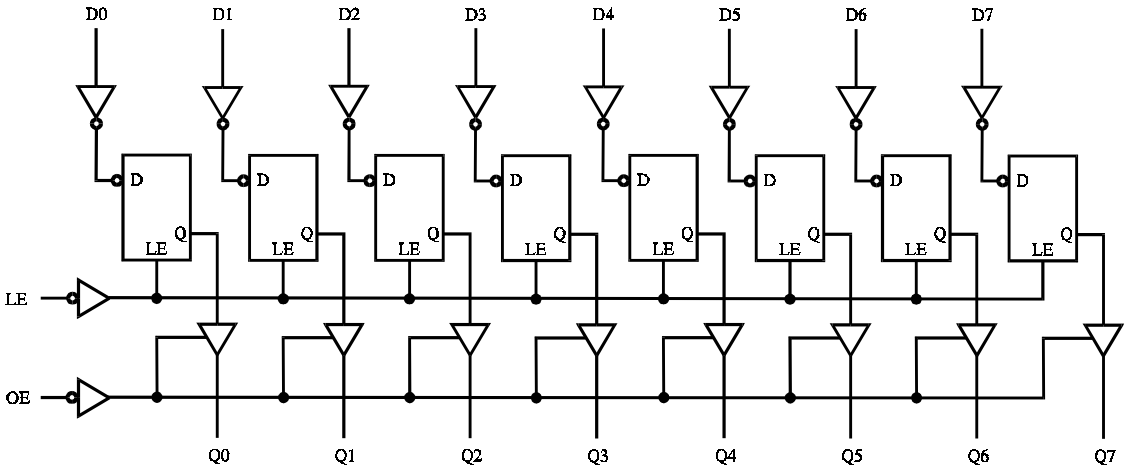 D0 D1 D2 D3 D4 D5 D6 D7
D D D D D D D D
Q Q Q Q Q Q Q Q
LE LE LE LE LE LE LE LE
LE
OE
Q0 Q1 Q2 Q3 Q4 Q5 Q6 Q7